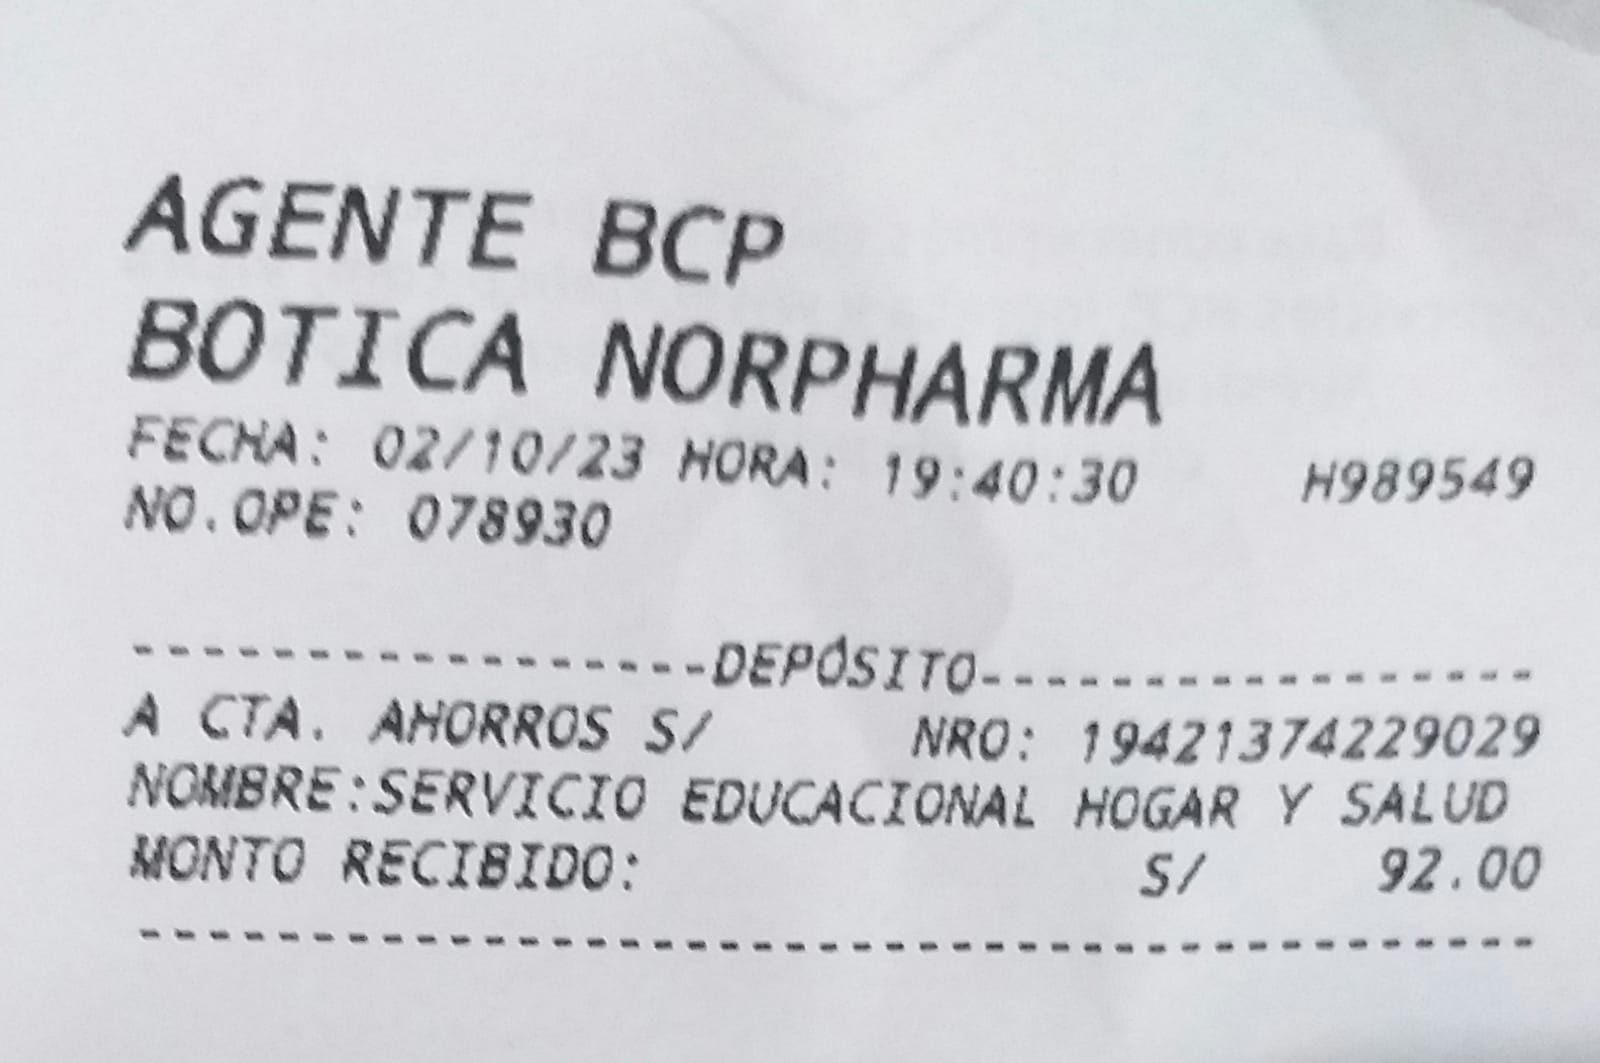 AGENTE BCP
BOTICA NORPHARMA
FECHA: 02/10/23 HORA: 19:40:30 H989549
NO.OPE: 078930
------------------DEPÓSITO------------------
A CTA. AHORROS S/ NRO: 19421374229029
NOMBRE:SERVICIO EDUCACIONAL HOGAR Y SALUD
MONTO RECIBIDO: S/ 92.00
--------------------------------------------